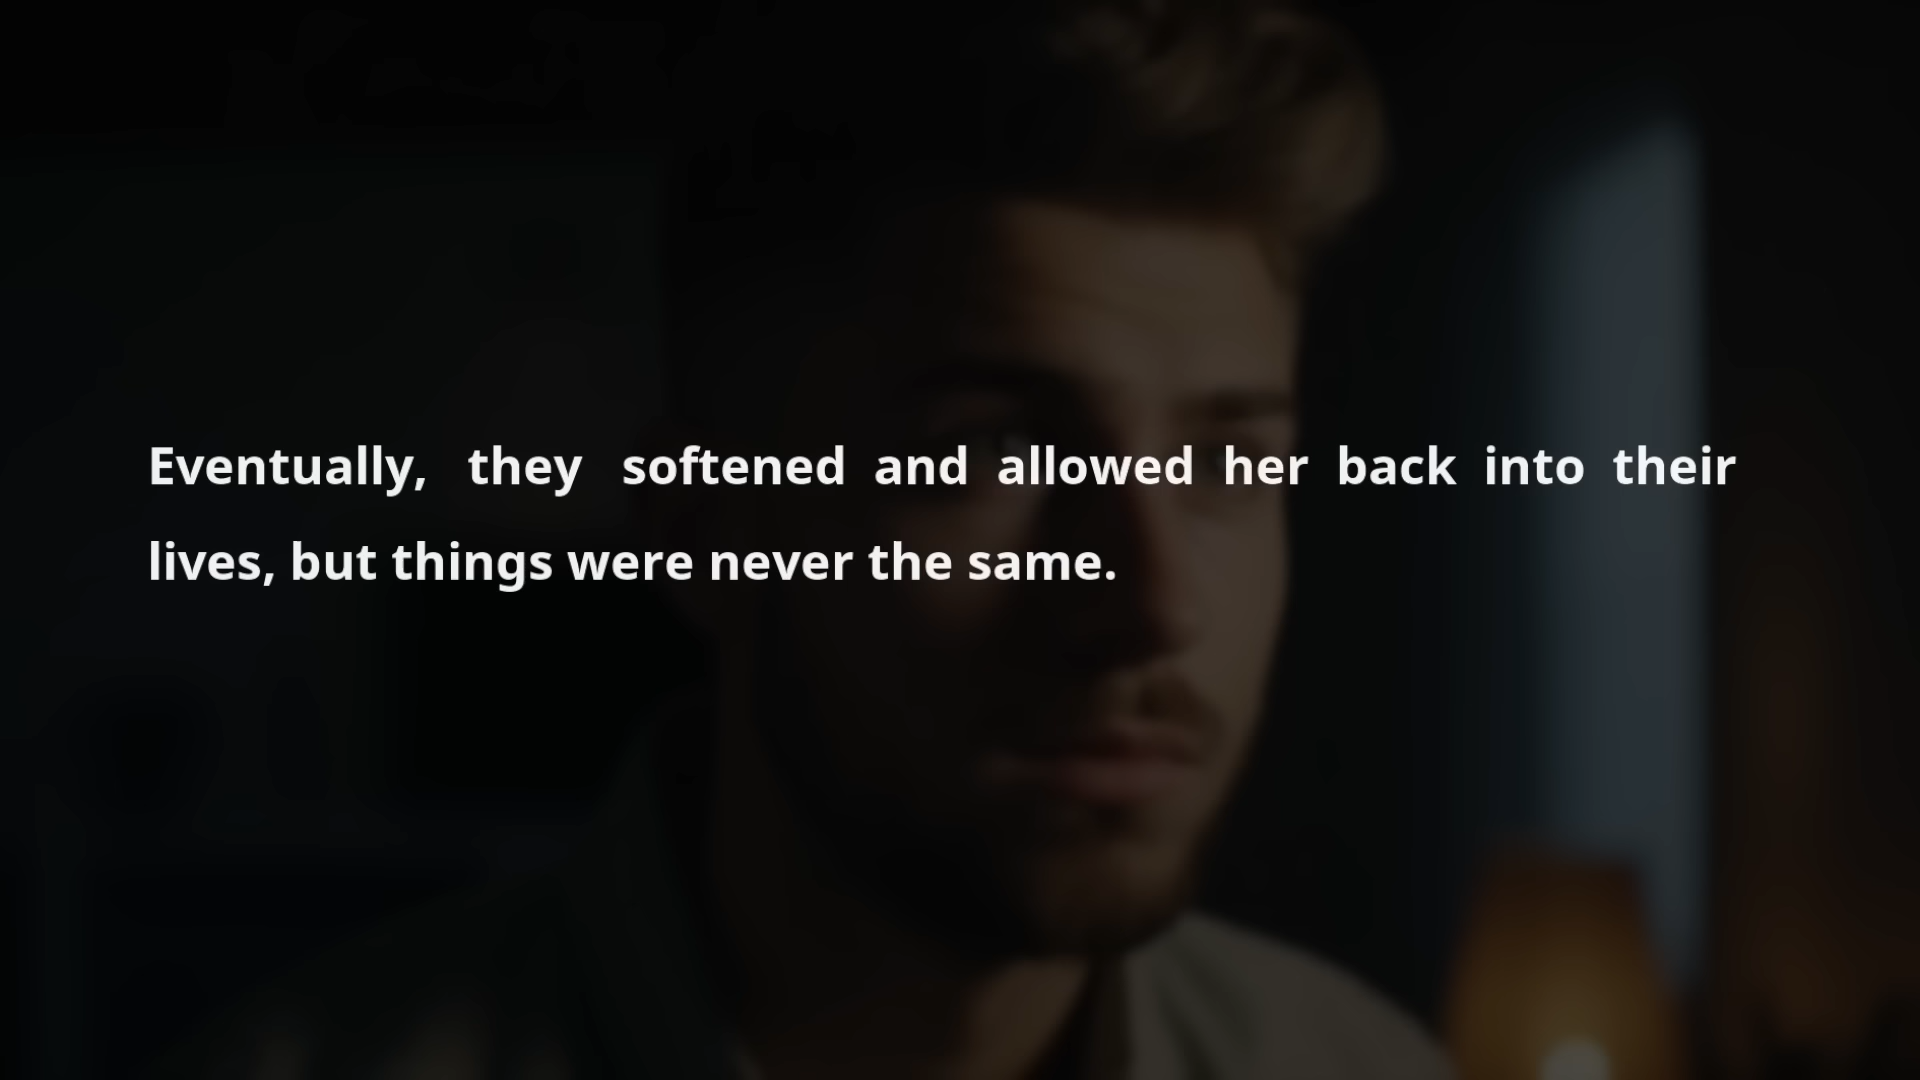 Eventually, they softened and allowed her back into their
lives, but things were never the same.